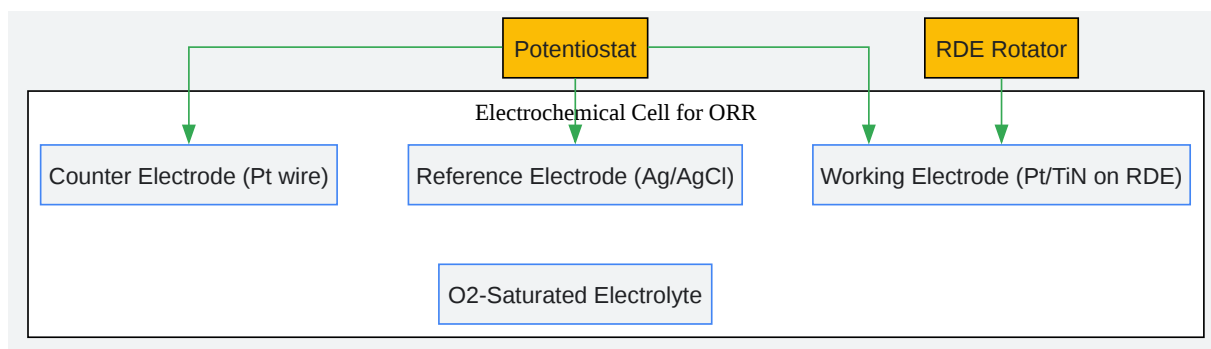 Potentiostat
RDE Rotator
Electrochemical Cell for ORR
Counter Electrode (Pt wire)
Reference Electrode (Ag/AgCl)
Working Electrode (Pt/TiN on RDE)
O2-Saturated Electrolyte